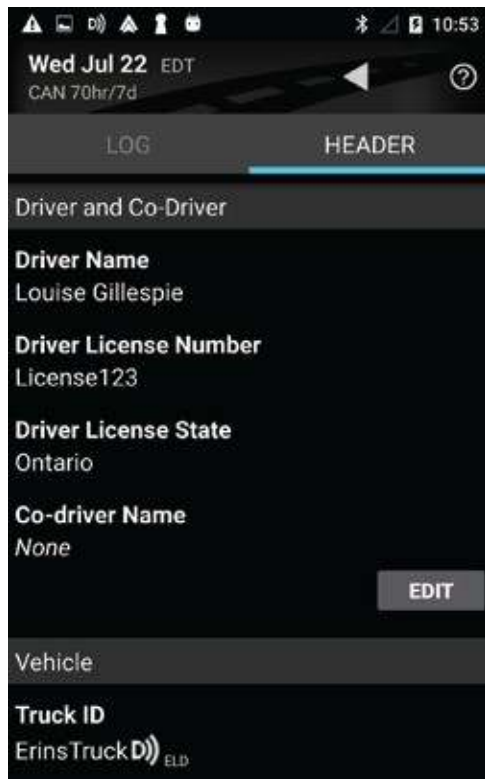 10:53
Wed Jul 22 EDT
CAN 70hr/7d
LOG HEADER
Driver and Co-Driver
Driver Name
Louise Gillespie
Driver License Number
License123
Driver License State
Ontario
Co-driver Name
None
EDIT
Vehicle
Truck ID
ErinsTruck D)) ELD